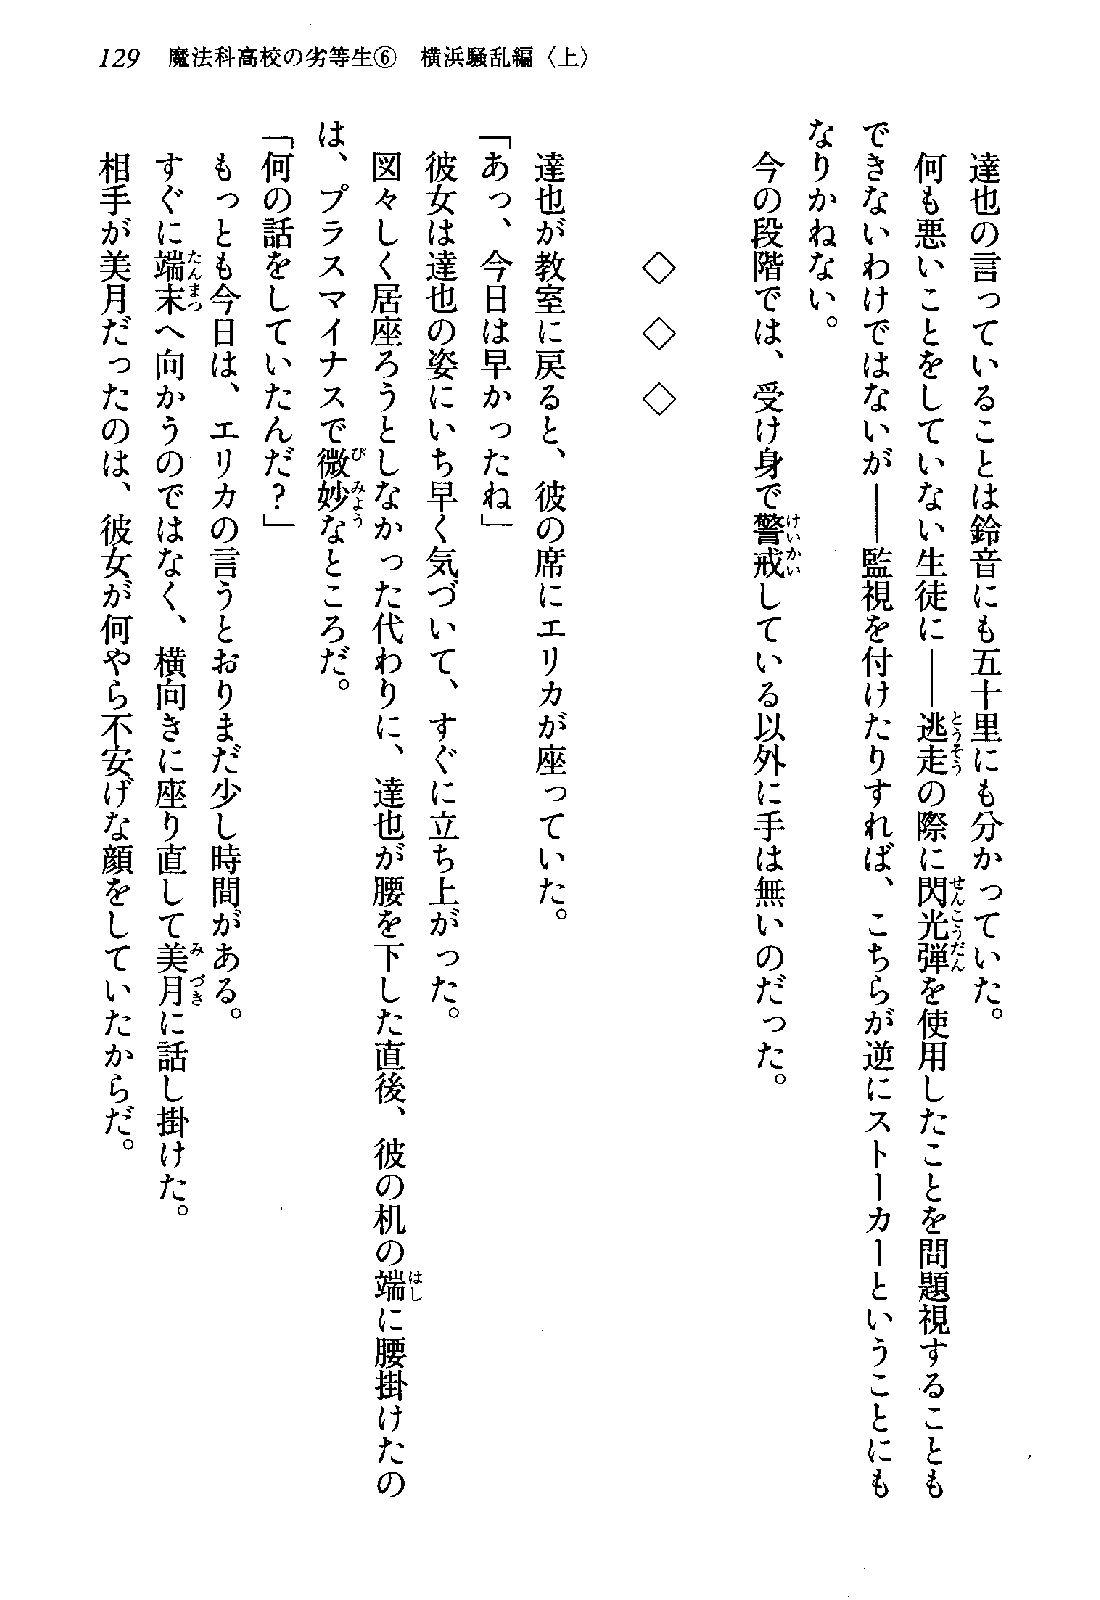 129 魔法科高校の劣等生⑥ 横浜騒乱編〈上〉
達也の言っていることは鈴音にも五十里にも分かっていた。
何も悪いことをしていない生徒に――逃走の際に閃光弾を使用したことを問題視することも
できないわけではないが――監視を付けたりすれば、こちらが逆にストーカーということにも
なりかねない。
今の段階では、受け身で警戒している以外に手は無いのだった。
◇ ◇ ◇
達也が教室に戻ると、彼の席にエリカが座っていた。
「あっ、今日は早かったね」
彼女は達也の姿にいち早く気づいて、すぐに立ち上がった。
図々しく居座ろうとしなかった代わりに、達也が腰を下した直後、彼の机の端に腰掛けたの
は、プラスマイナスで微妙なところだ。
「何の話をしていたんだ?」
もっとも今日は、エリカの言うとおりまだ少し時間がある。
すぐに端末へ向かうのではなく、横向きに座り直して美月に話し掛けた。
相手が美月だったのは、彼女が何やら不安げな顔をしていたからだ。